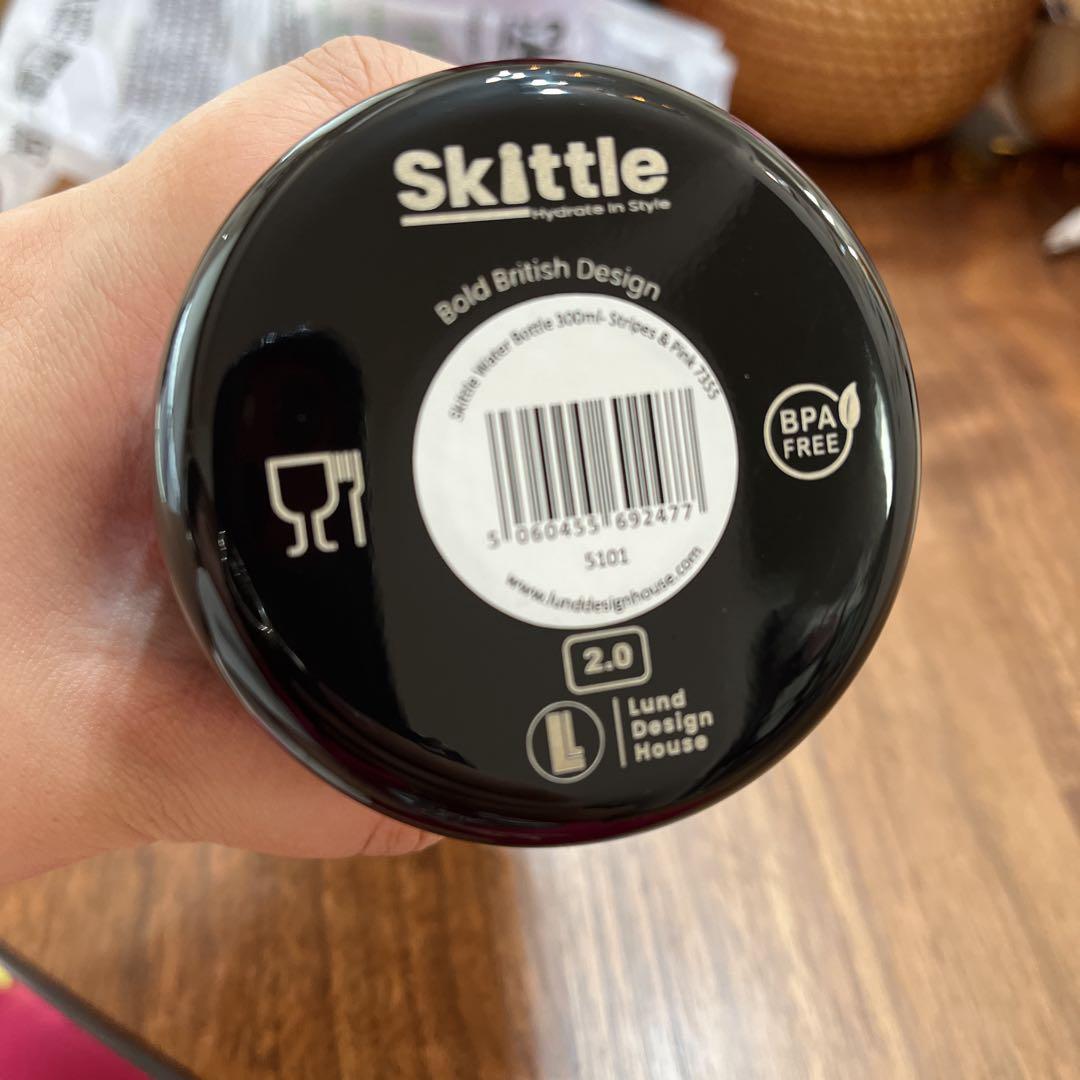 Skittle
Hydrate In Style
Bold British Design
Skittle Water Bottle 300ml- Stripes & Pink 7355
5 060455 692477
5101
www.lunddesignhouse.com
BPA
FREE
2.0
L
Lund
Design
House